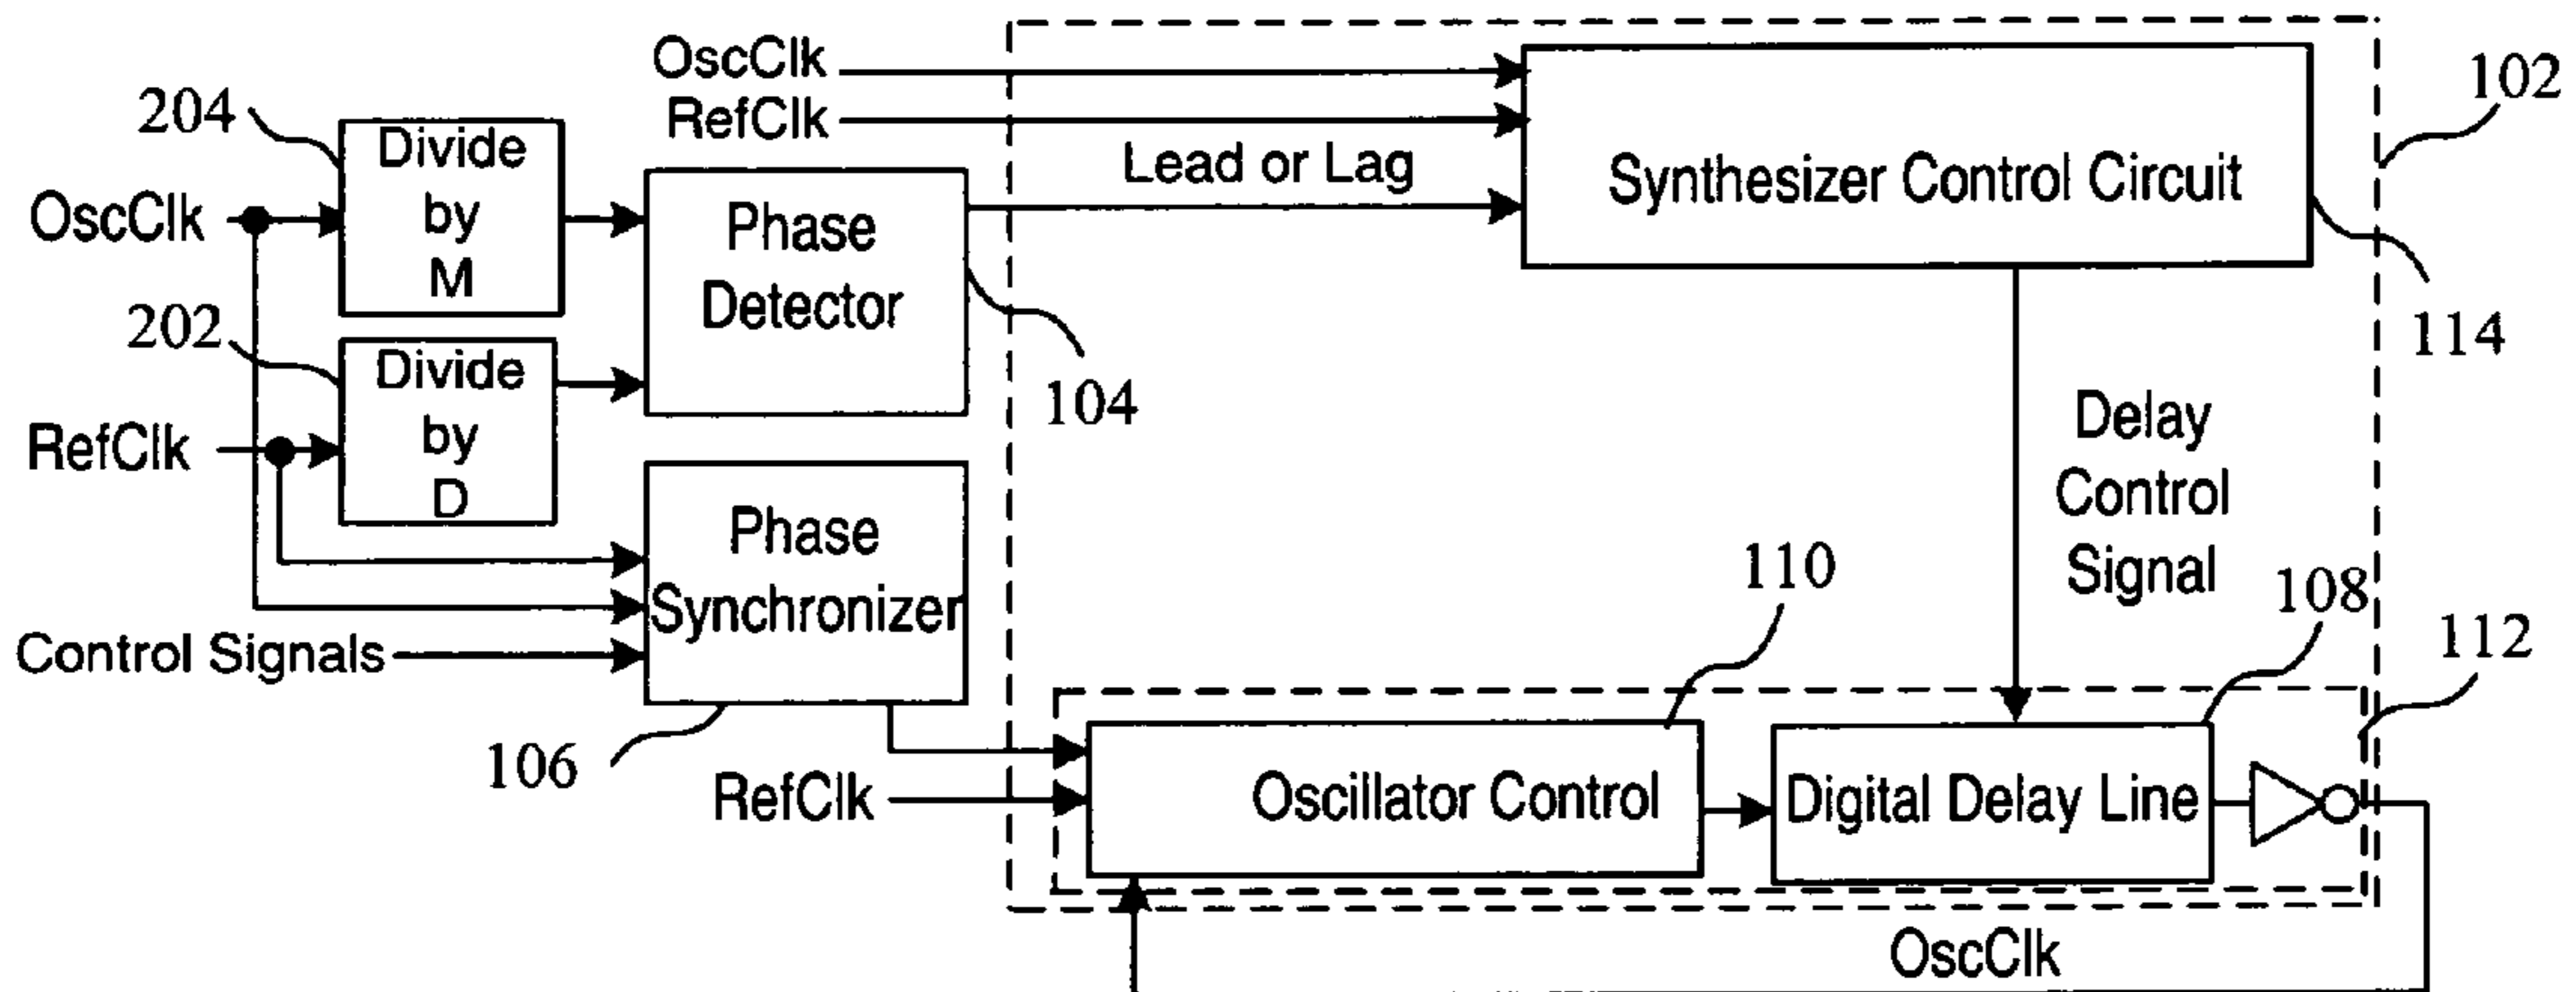 OscClk
RefClk
102
204
Divide
by
M
OscClk
Lead or Lag
Synthesizer Control Circuit
Phase
Detector
114
202
Divide
by
D
RefClk
104
Delay
Control
Signal
Phase
Synchronizer
Control Signals
110
108
112
106
RefClk
Oscillator Control
Digital Delay Line
OscClk